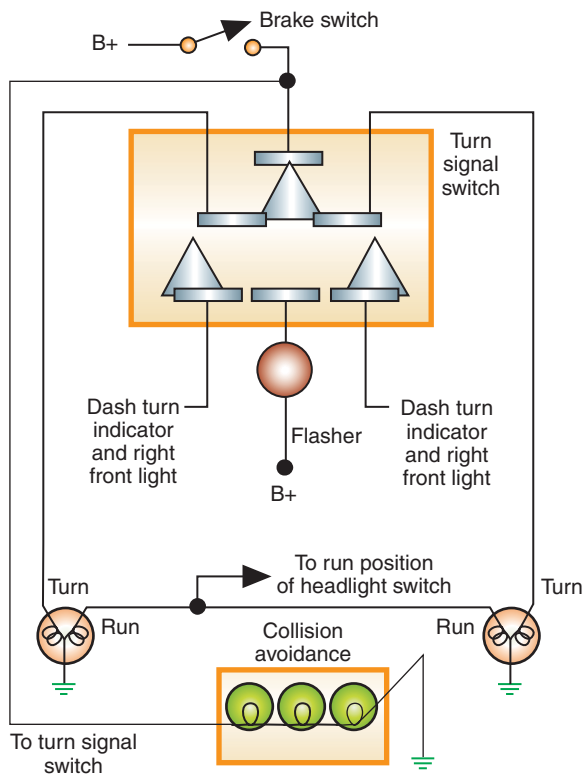 Brake switch
B+
Turn
signal
switch
Dash turn
indicator
and right
front light
Flasher
B+
Dash turn
indicator
and right
front light
To run position
of headlight switch
Turn
Run
Collision
avoidance
Run
Turn
To turn signal
switch